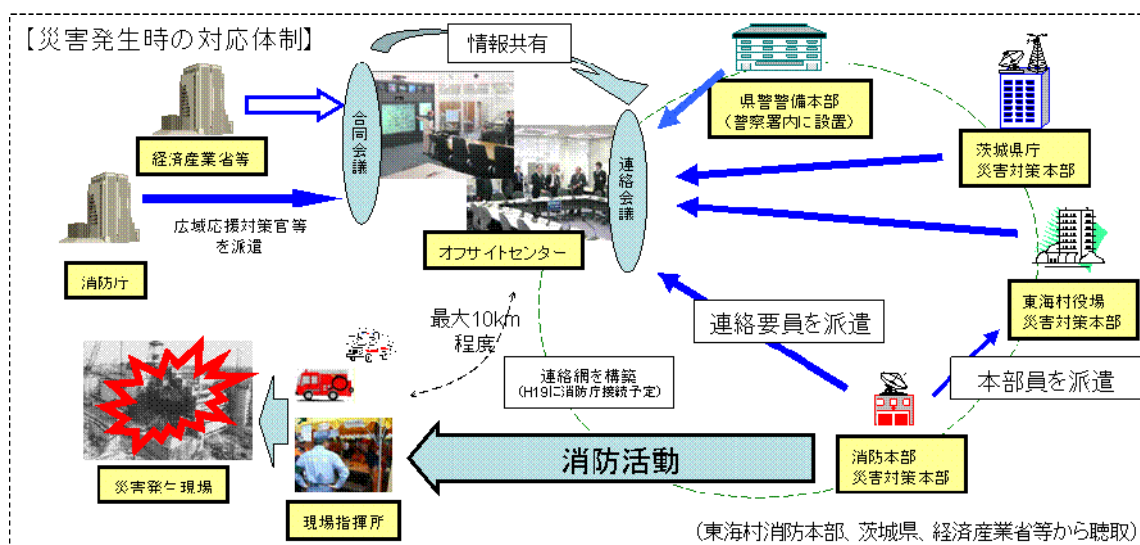 【災害発生時の対応体制】
情報共有
経済産業省等
合同会議
連絡会議
県警警備本部
（警察署内に設置）
茨城県庁
災害対策本部
広域応援対策官等
を派遣
消防庁
オフサイトセンター
東海村役場
災害対策本部
最大10km
程度
連絡要員を派遣
連絡網を構築
（H19に消防庁接続予定）
本部員を派遣
消防活動
消防本部
災害対策本部
災害発生現場
現場指揮所
（東海村消防本部、茨城県、経済産業省等から聴取）